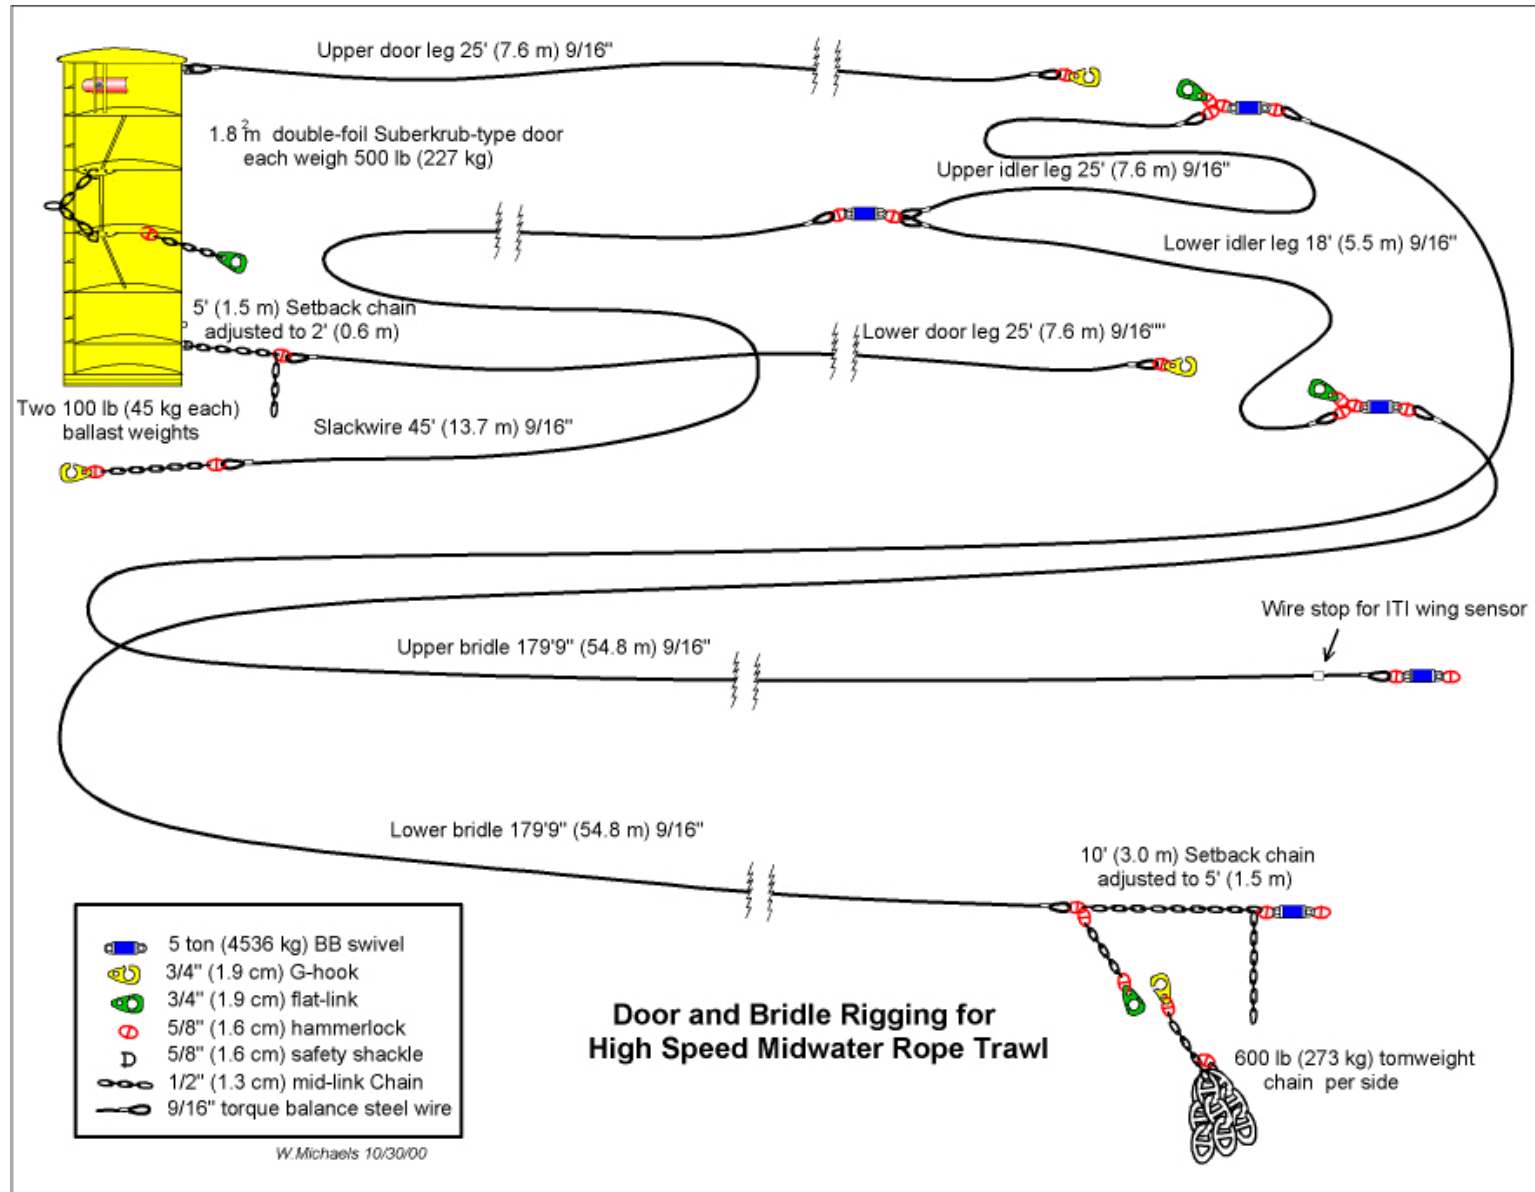 Upper door leg 25' (7.6 m) 9/16"
1.8 m² double-foil Suberkrub-type door
each weigh 500 lb (227 kg)
Upper idler leg 25' (7.6 m) 9/16"
Lower idler leg 18' (5.5 m) 9/16"
5' (1.5 m) Setback chain
adjusted to 2' (0.6 m)
Lower door leg 25' (7.6 m) 9/16""
Two 100 lb (45 kg each)
ballast weights
Slackwire 45' (13.7 m) 9/16"
Wire stop for ITI wing sensor
Upper bridle 179'9" (54.8 m) 9/16"
Lower bridle 179'9" (54.8 m) 9/16"
10' (3.0 m) Setback chain
adjusted to 5' (1.5 m)
5 ton (4536 kg) BB swivel
3/4" (1.9 cm) G-hook
3/4" (1.9 cm) flat-link
5/8" (1.6 cm) hammerlock
5/8" (1.6 cm) safety shackle
1/2" (1.3 cm) mid-link Chain
9/16" torque balance steel wire
W.Michaels 10/30/00
Door and Bridle Rigging for
High Speed Midwater Rope Trawl
600 lb (273 kg) tomweight
chain per side